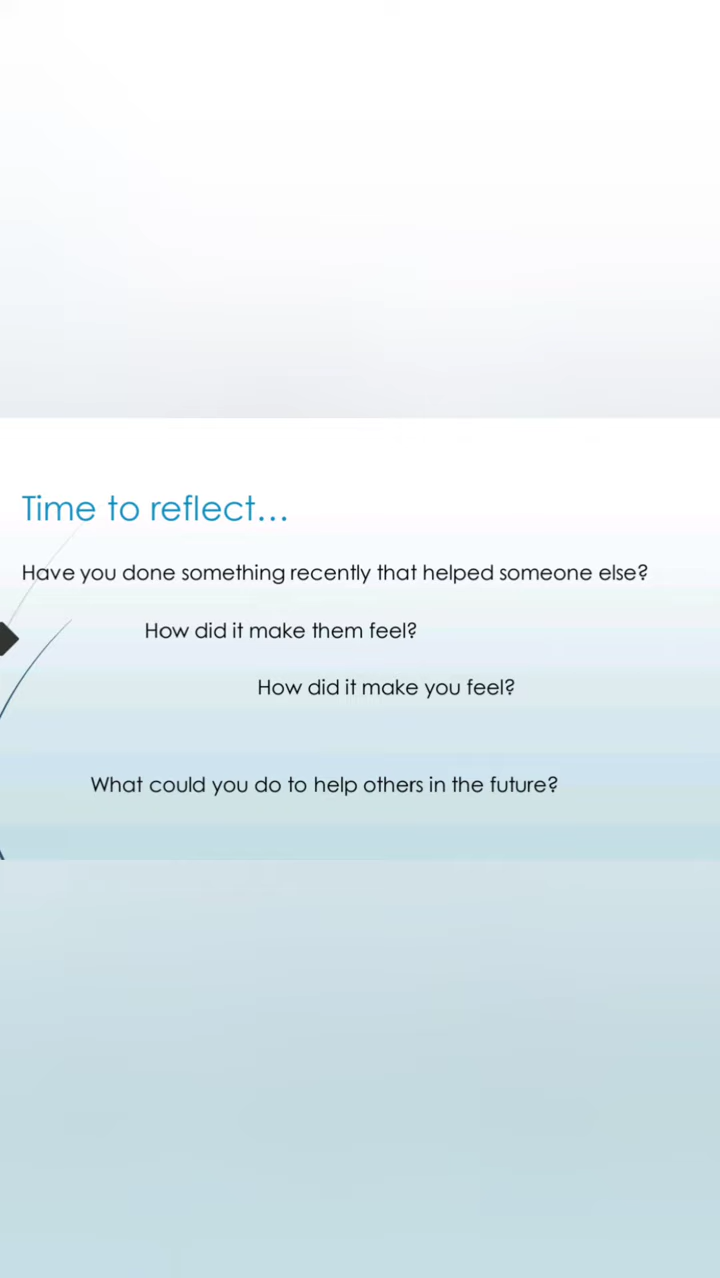 Time to reflect...
Have you done something recently that helped someone else?
How did it make them feel?
How did it make you feel?
What could you do to help others in the future?